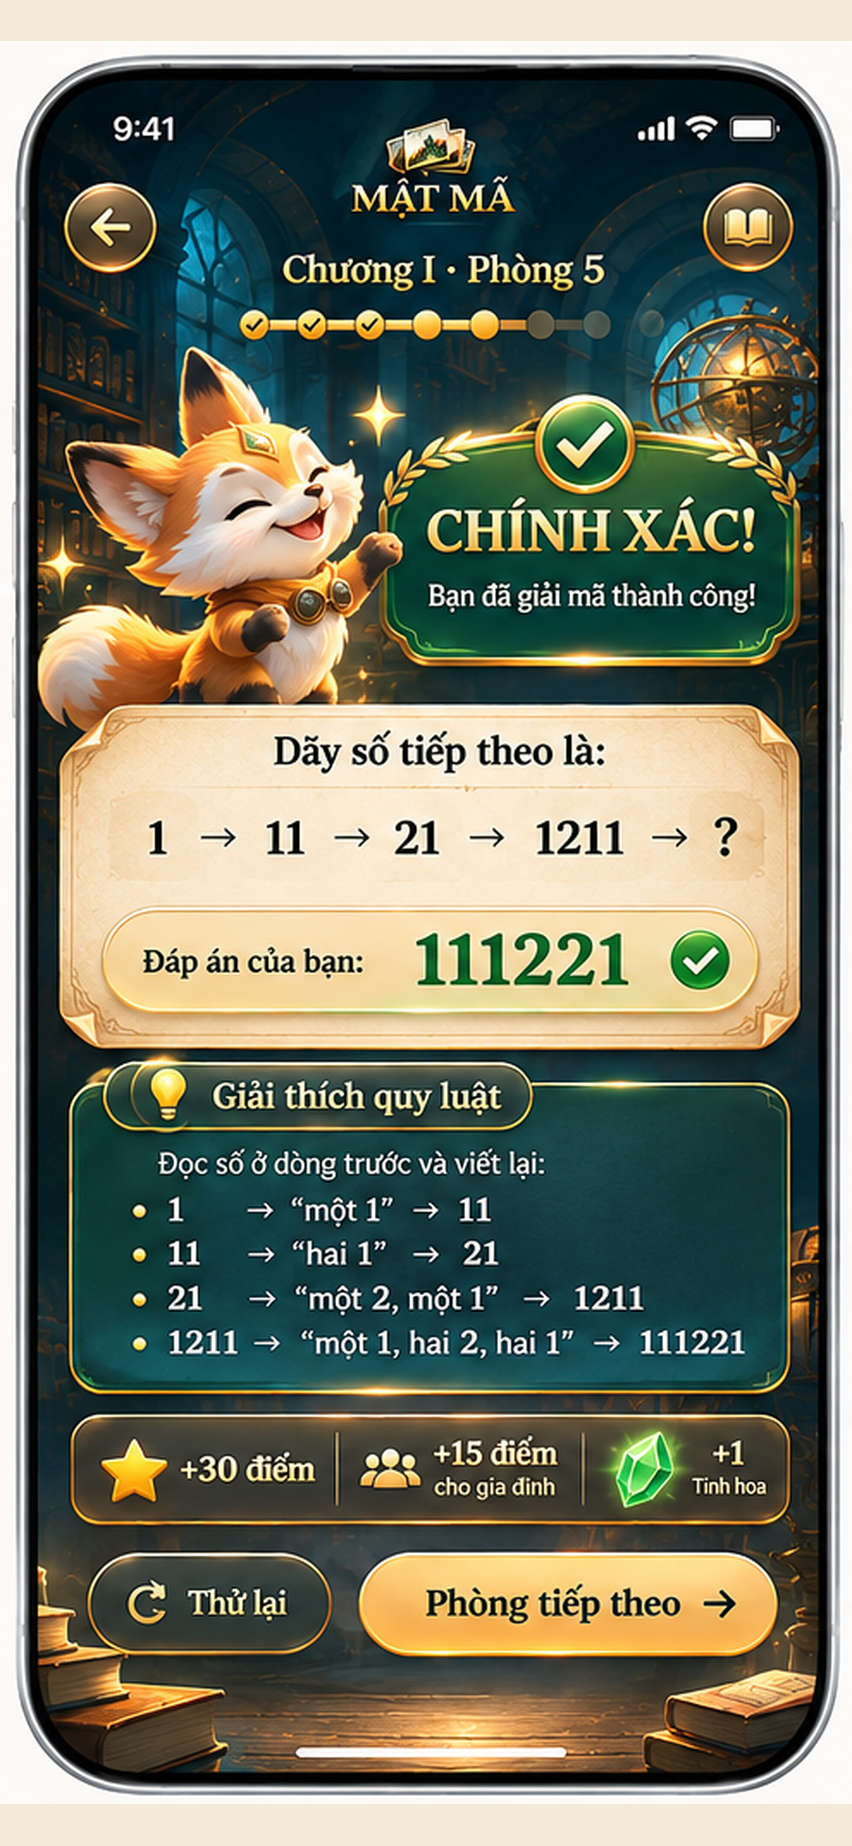 9:41
MẬT MÃ
Chương I · Phòng 5
CHÍNH XÁC!
Bạn đã giải mã thành công!
Dãy số tiếp theo là:
1 → 11 → 21 → 1211 → ?
Đáp án của bạn: 111221
Giải thích quy luật
Đọc số ở dòng trước và viết lại:
• 1 → “một 1” → 11
• 11 → “hai 1” → 21
• 21 → “một 2, một 1” → 1211
• 1211 → “một 1, hai 2, hai 1” → 111221
+30 điểm
+15 điểm
cho gia đình
+1
Tinh hoa
Thử lại
Phòng tiếp theo →